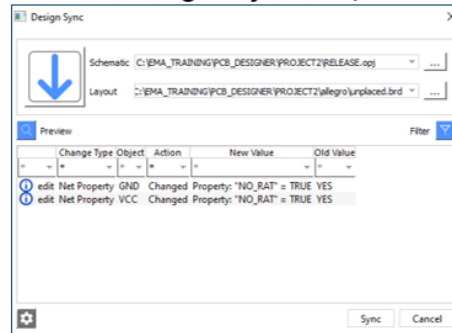 Design Sync
Schematic C:\EMA_TRAINING\PCB_DESIGNER\PROJECT2\RELEASE.opj ...
Layout C:\EMA_TRAINING\PCB_DESIGNER\PROJECT2\allegro\unplaced.brd ...
Preview Filter
Change Type Object Action New Value Old Value
* * * * *
edit Net Property GND Changed Property: "NO_RAT" = TRUE YES
edit Net Property VCC Changed Property: "NO_RAT" = TRUE YES
Sync Cancel